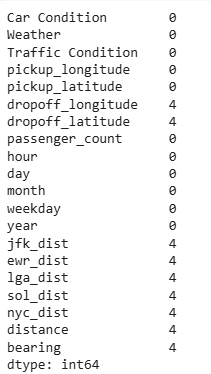 Car Condition 0
Weather 0
Traffic Condition 0
pickup_longitude 0
pickup_latitude 0
dropoff_longitude 4
dropoff_latitude 4
passenger_count 0
hour 0
day 0
month 0
weekday 0
year 0
jfk_dist 4
ewr_dist 4
lga_dist 4
sol_dist 4
nyc_dist 4
distance 4
bearing 4
dtype: int64